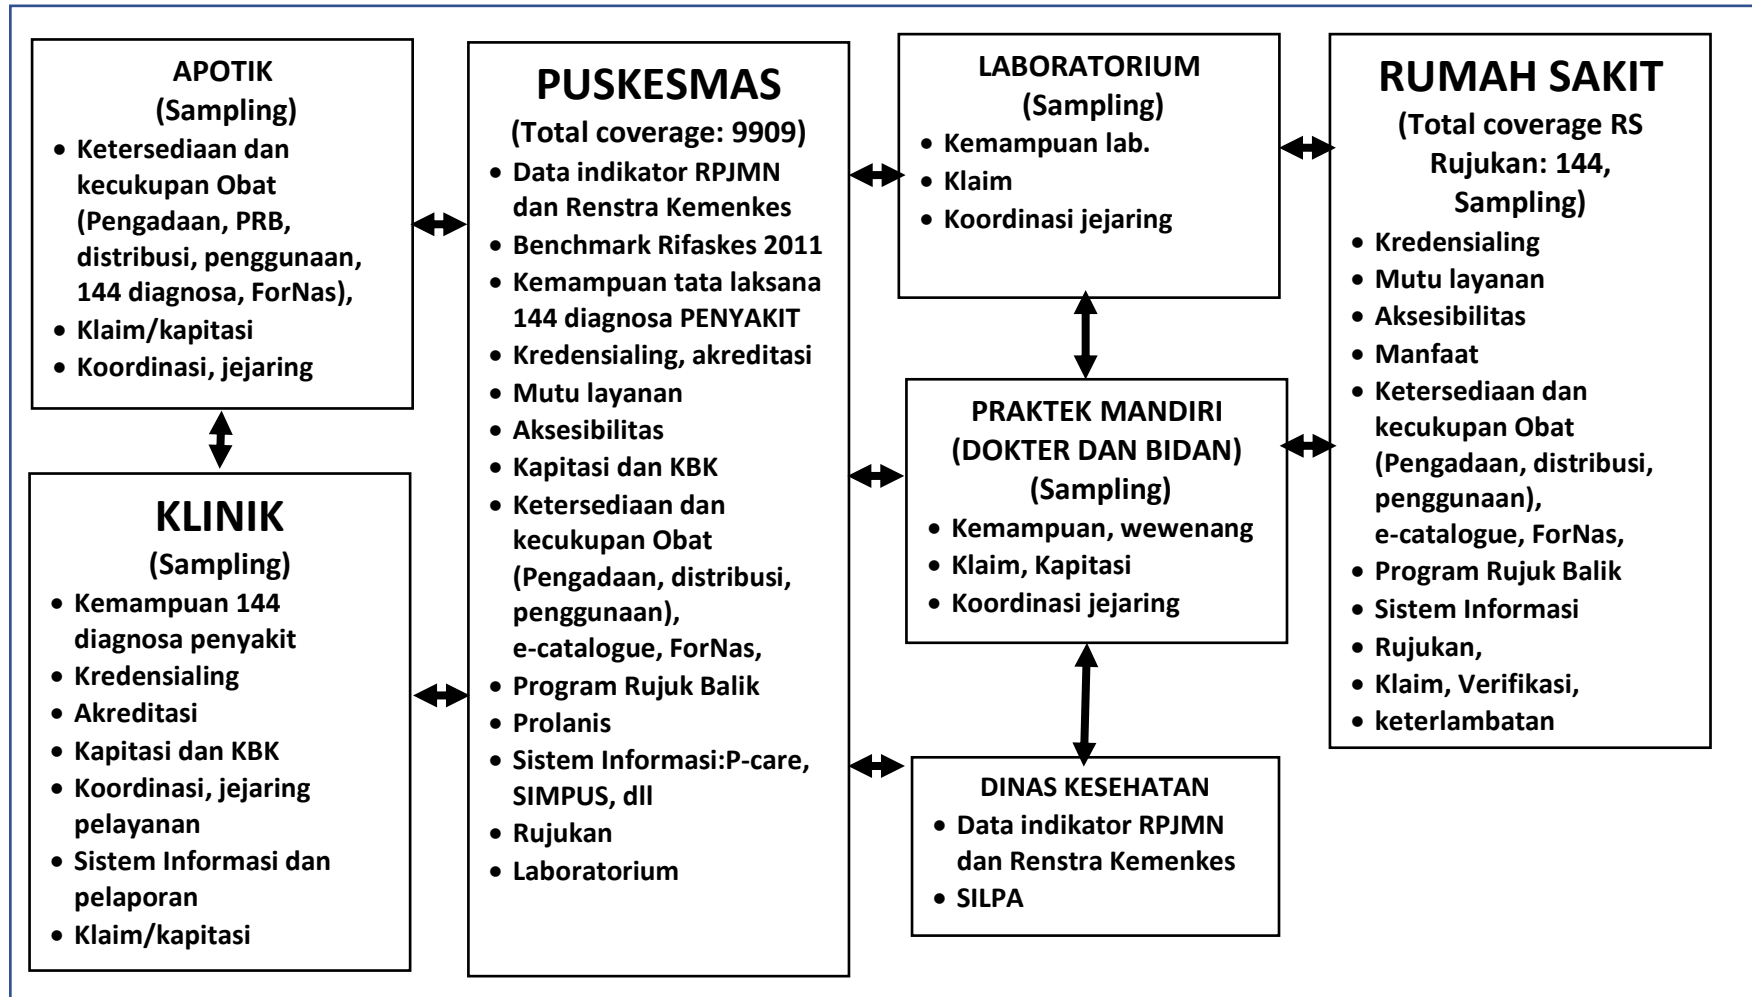 APOTIK
(Sampling)
• Ketersediaan dan
kecukupan Obat
(Pengadaan, PRB,
distribusi, penggunaan,
144 diagnosa, ForNas),
• Klaim/kapitasi
• Koordinasi, jejaring
KLINIK
(Sampling)
• Kemampuan 144
diagnosa penyakit
• Kredensialing
• Akreditasi
• Kapitasi dan KBK
• Koordinasi, jejaring
pelayanan
• Sistem Informasi dan
pelaporan
• Klaim/kapitasi
PUSKESMAS
(Total coverage: 9909)
• Data indikator RPJMN
dan Renstra Kemenkes
• Benchmark Rifaskes 2011
• Kemampuan tata laksana
144 diagnosa PENYAKIT
• Kredensialing, akreditasi
• Mutu layanan
• Aksesibilitas
• Kapitasi dan KBK
• Ketersediaan dan
kecukupan Obat
(Pengadaan, distribusi,
penggunaan),
e-catalogue, ForNas,
• Program Rujuk Balik
• Prolanis
• Sistem Informasi:P-care,
SIMPUS, dll
• Rujukan
• Laboratorium
LABORATORIUM
(Sampling)
• Kemampuan lab.
• Klaim
• Koordinasi jejaring
PRAKTEK MANDIRI
(DOKTER DAN BIDAN)
(Sampling)
• Kemampuan, wewenang
• Klaim, Kapitasi
• Koordinasi jejaring
DINAS KESEHATAN
• Data indikator RPJMN
dan Renstra Kemenkes
• SILPA
RUMAH SAKIT
(Total coverage RS
Rujukan: 144,
Sampling)
• Kredensialing
• Mutu layanan
• Aksesibilitas
• Manfaat
• Ketersediaan dan
kecukupan Obat
(Pengadaan, distribusi,
penggunaan),
e-catalogue, ForNas,
• Program Rujuk Balik
• Sistem Informasi
• Rujukan,
• Klaim, Verifikasi,
• keterlambatan